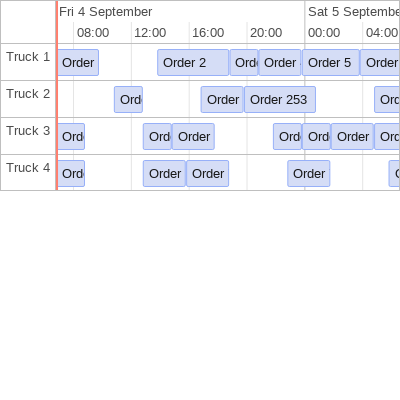 Fri 4 September Sat 5 Septembe
08:00 12:00 16:00 20:00 00:00 04:00
Truck 1 Order Order 2 Ord Order Order 5 Order
Truck 2 Ord Order Order 253 Ord
Truck 3 Ord Ord Order Ord Ord Order Ord
Truck 4 Ord Order Order Order